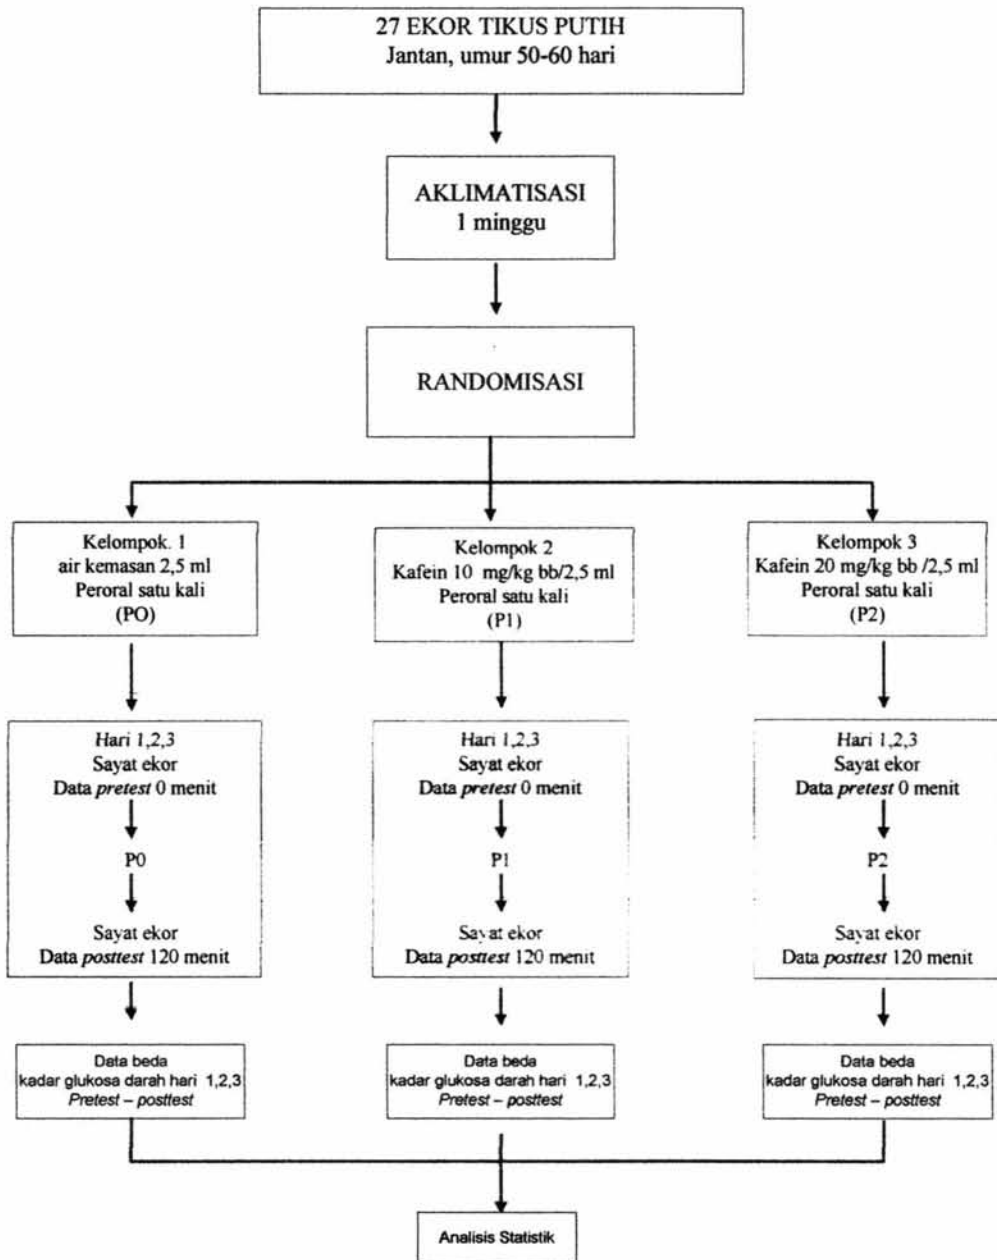 27 EKOR TIKUS PUTIH
Jantan, umur 50-60 hari
AKLIMATISASI
1 minggu
RANDOMISASI
Kelompok. 1
air kemasan 2,5 ml
Peroral satu kali
(PO)
Kelompok 2
Kafein 10 mg/kg bb/2,5 ml
Peroral satu kali
(P1)
Kelompok 3
Kafein 20 mg/kg bb /2,5 ml
Peroral satu kali
(P2)
Hari 1,2,3
Sayat ekor
Data pretest 0 menit
P0
Sayat ekor
Data posttest 120 menit
Hari 1,2,3
Sayat ekor
Data pretest 0 menit
P1
Sayat ekor
Data posttest 120 menit
Hari 1,2,3
Sayat ekor
Data pretest 0 menit
P2
Sayat ekor
Data posttest 120 menit
Data beda
kadar glukosa darah hari 1,2,3
Pretest – posttest
Data beda
kadar glukosa darah hari 1,2,3
Pretest – posttest
Data beda
kadar glukosa darah hari 1,2,3
Pretest – posttest
Analisis Statistik